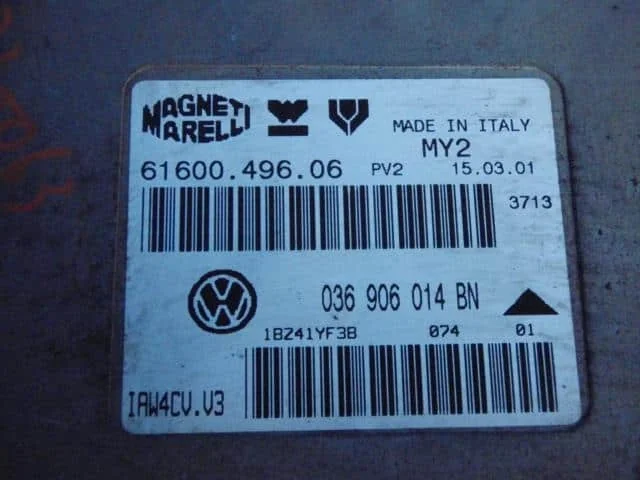 MAGNETI
MARELLI
MADE IN ITALY
MY2
61600.496.06 PV2 15.03.01
3713
036 906 014 BN
1BZ41YF3B 074 01
IAW4CV.V3